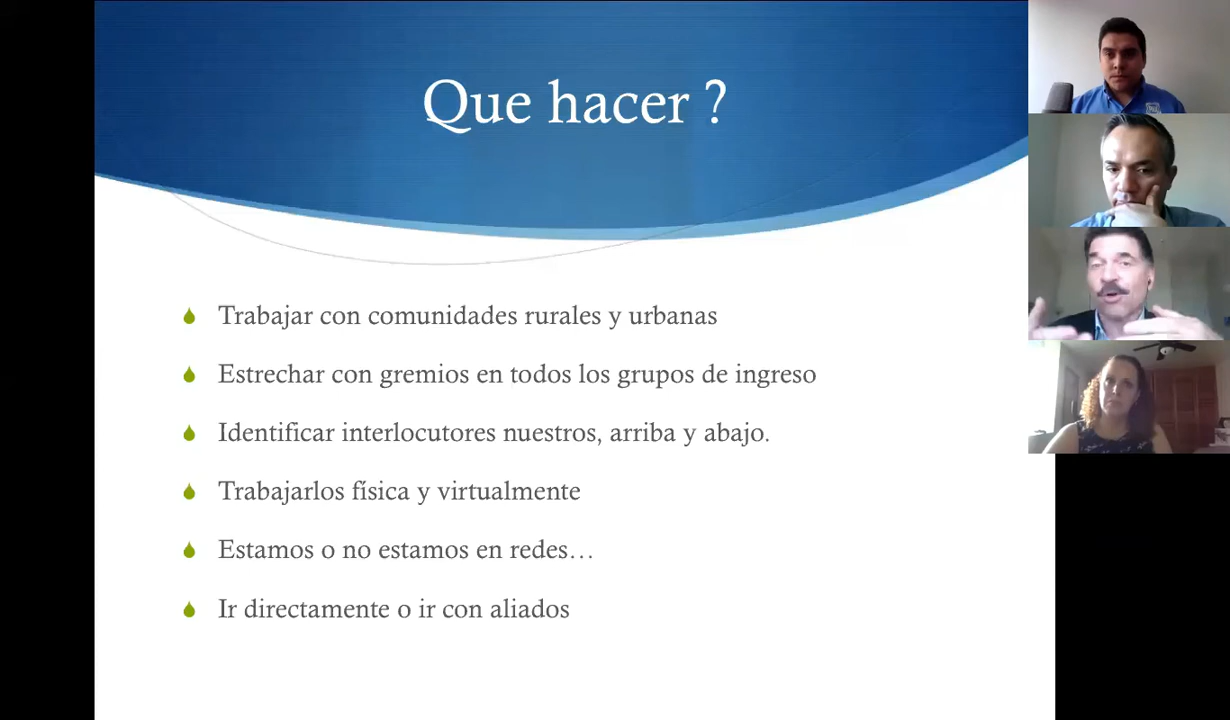 Que hacer ?
Trabajar con comunidades rurales y urbanas
Estrechar con gremios en todos los grupos de ingreso
Identificar interlocutores nuestros, arriba y abajo.
Trabajarlos física y virtualmente
Estamos o no estamos en redes…
Ir directamente o ir con aliados